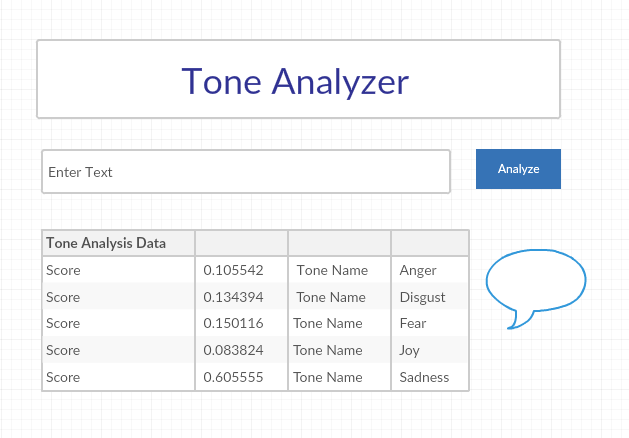 Tone Analyzer
Enter Text
Analyze
Tone Analysis Data
Score 0.105542 Tone Name Anger
Score 0.134394 Tone Name Disgust
Score 0.150116 Tone Name Fear
Score 0.083824 Tone Name Joy
Score 0.605555 Tone Name Sadness